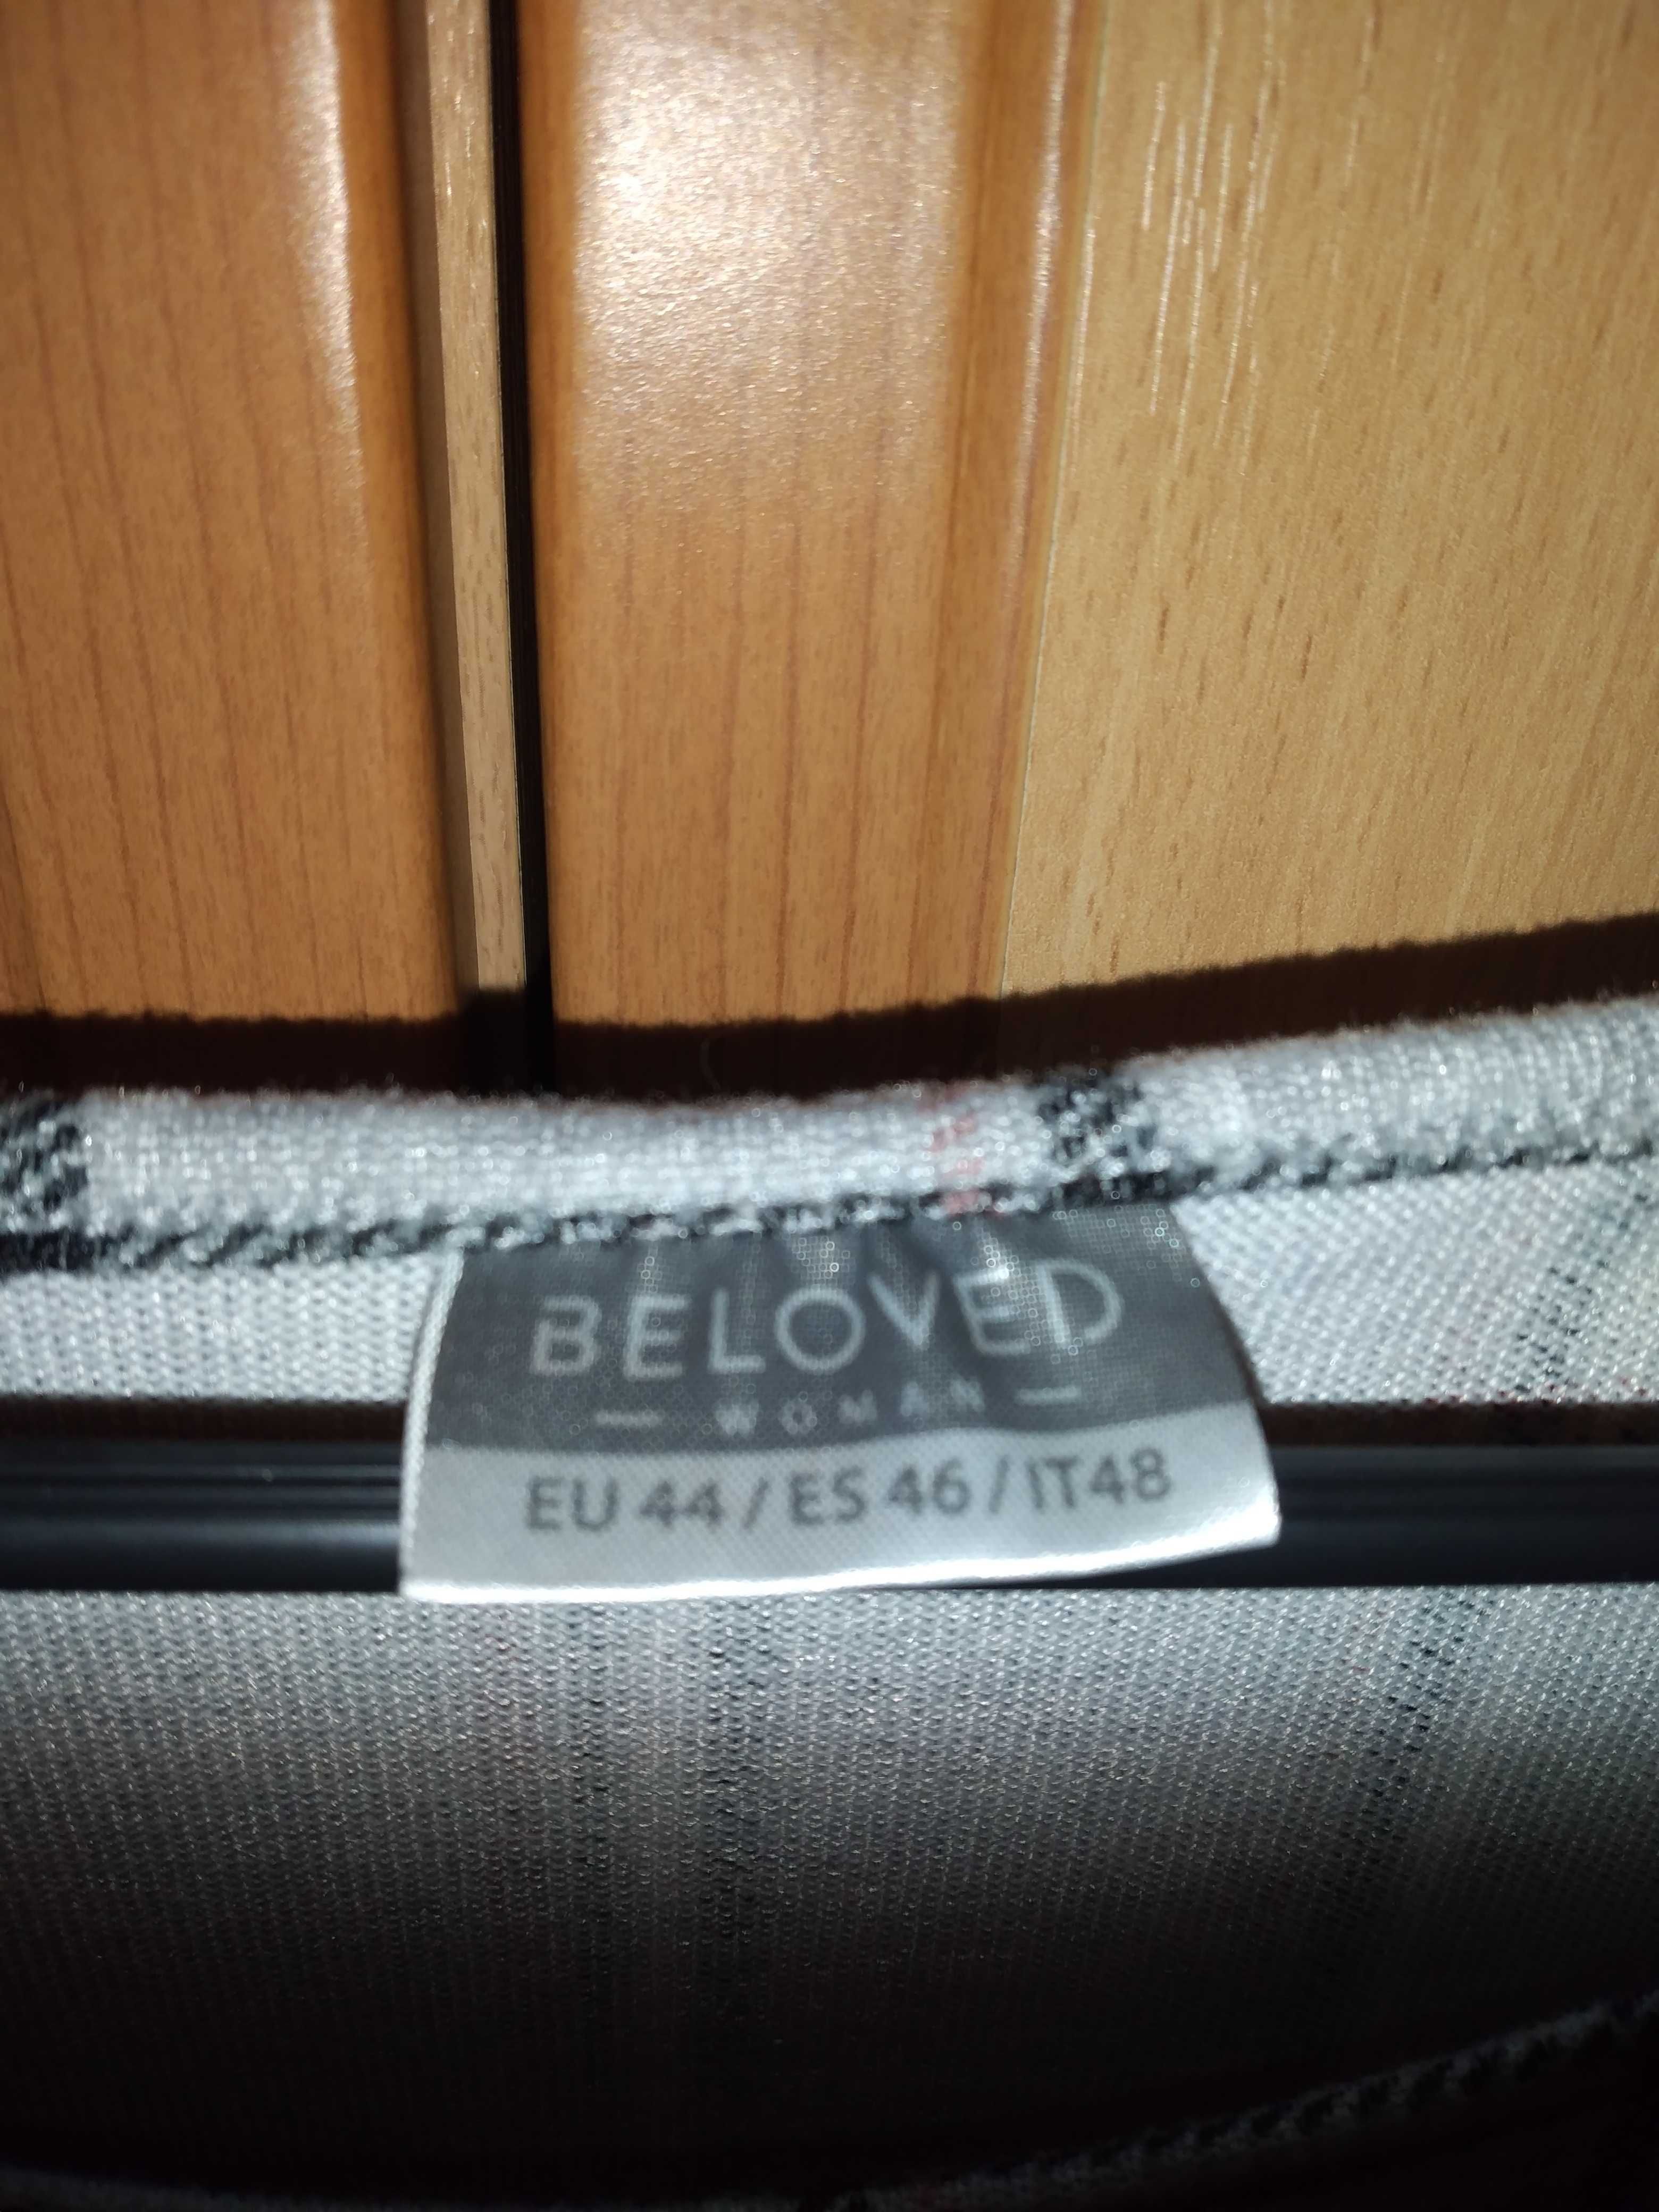 BELOVED
— WOMAN —
EU 44 / ES 46 / IT48